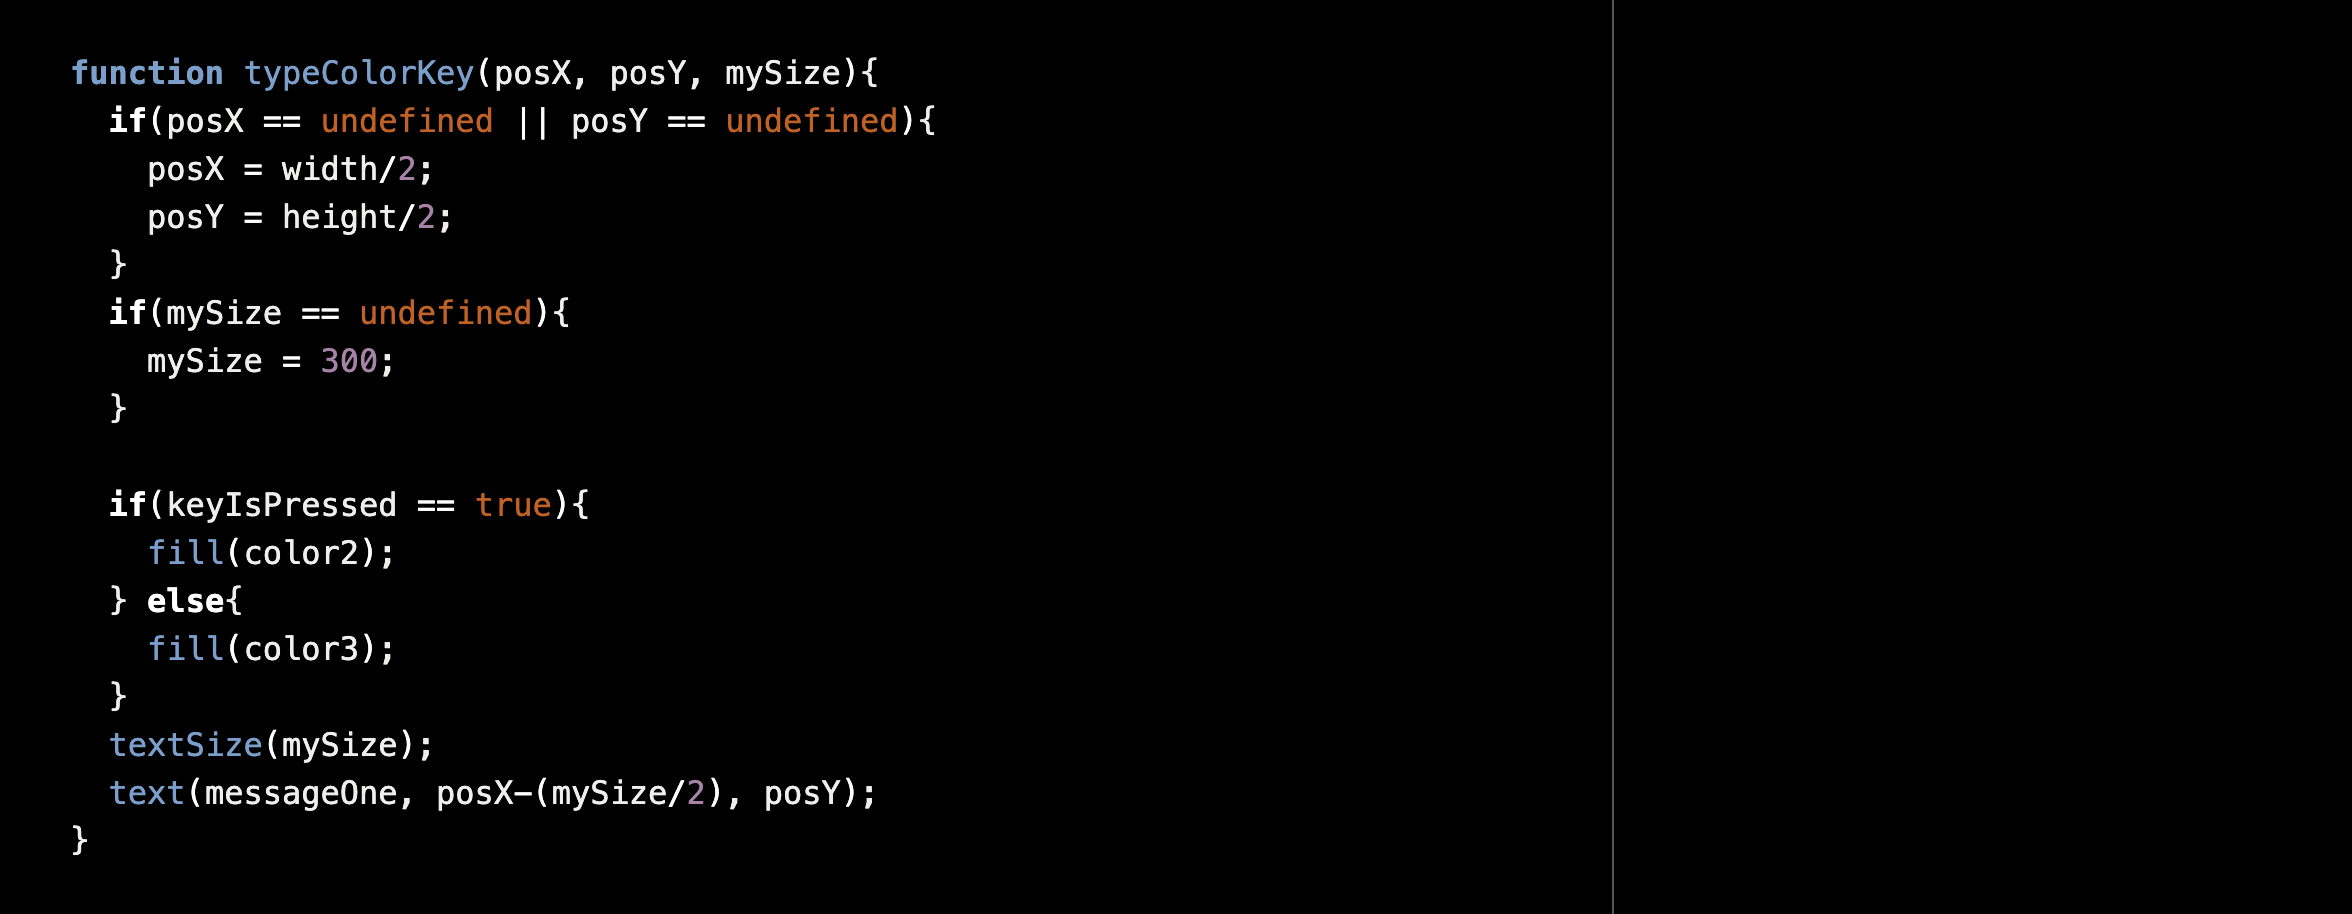 function typeColorKey(posX, posY, mySize){
  if(posX == undefined || posY == undefined){
    posX = width/2;
    posY = height/2;
  }
  if(mySize == undefined){
    mySize = 300;
  }

  if(keyIsPressed == true){
    fill(color2);
  } else{
    fill(color3);
  }
  textSize(mySize);
  text(messageOne, posX-(mySize/2), posY);
}